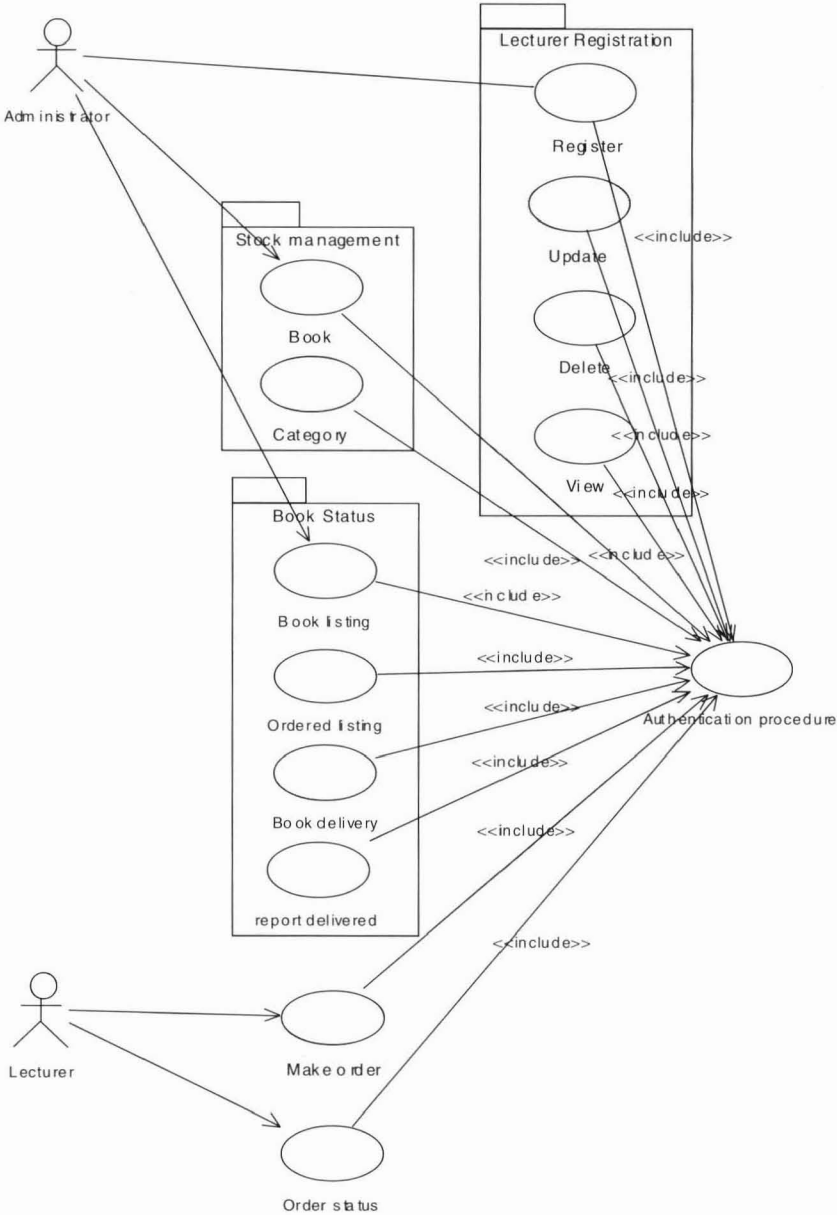 Lecturer Registration
Administrator
Register
Stock management
<<include>>
Update
Book
Delete
<<include>>
Category
<<include>>
View
<<include>>
Book Status
<<include>>
<<include>>
<<nclude>>
Book listing
<<include>>
Ordered listing
<<include>>
Authentication procedure
<<include>>
Book delivery
<<include>>
report delivered
<<include>>
Lecturer
Make order
Order status